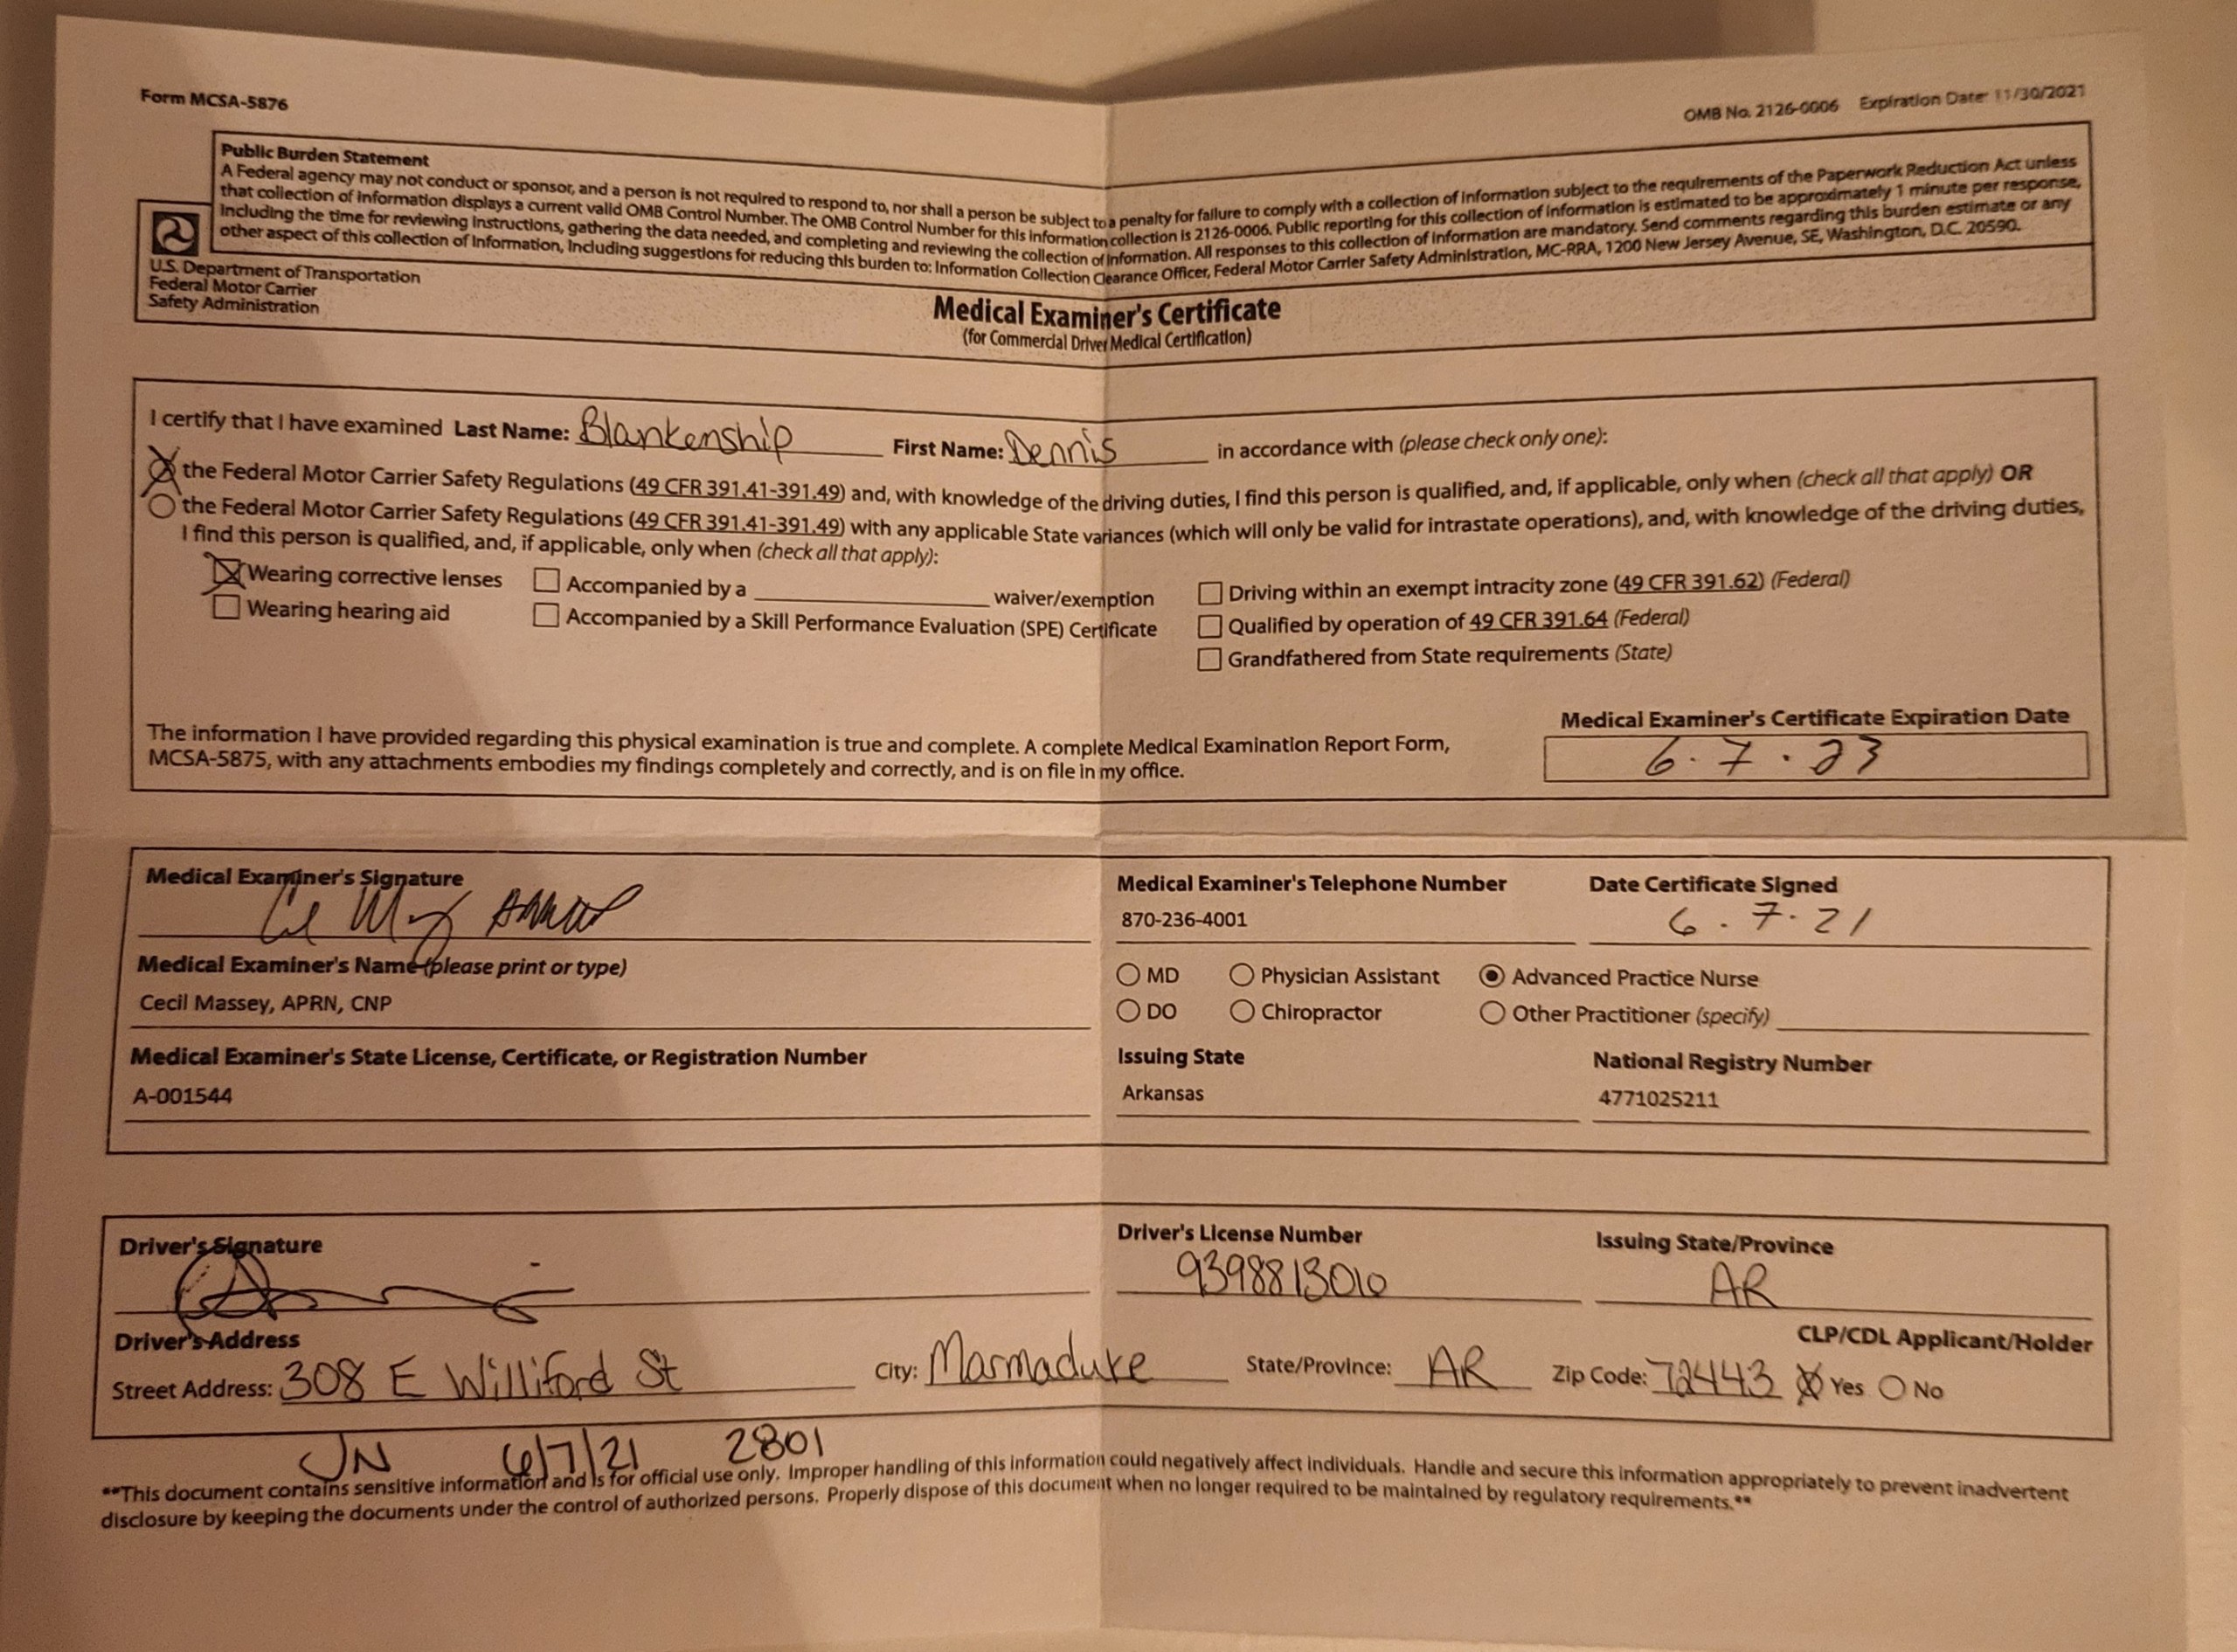 Form MCSA-5876
OMB No. 2126-0006 Expiration Date: 11/30/2021
Public Burden Statement
A Federal agency may not conduct or sponsor, and a person is not required to respond to, nor shall a person be subject to a penalty for failure to comply with a collection of information subject to the requirements of the Paperwork Reduction Act unless
that collection of information displays a current valid OMB Control Number. The OMB Control Number for this information collection is 2126-0006. Public reporting for this collection of information is estimated to be approximately 1 minute per response,
including the time for reviewing instructions, gathering the data needed, and completing and reviewing the collection of information. All responses to this collection of information are mandatory. Send comments regarding this burden estimate or any
other aspect of this collection of information, including suggestions for reducing this burden to: Information Collection Clearance Officer, Federal Motor Carrier Safety Administration, MC-RRA, 1200 New Jersey Avenue, SE, Washington, D.C. 20590.
U.S. Department of Transportation
Federal Motor Carrier
Safety Administration
Medical Examiner's Certificate
(for Commercial Driver Medical Certification)
I certify that I have examined Last Name: Blankenship First Name: Dennis in accordance with (please check only one):
the Federal Motor Carrier Safety Regulations (49 CFR 391.41-391.49) and, with knowledge of the driving duties, I find this person is qualified, and, if applicable, only when (check all that apply) OR
the Federal Motor Carrier Safety Regulations (49 CFR 391.41-391.49) with any applicable State variances (which will only be valid for intrastate operations), and, with knowledge of the driving duties,
I find this person is qualified, and, if applicable, only when (check all that apply):
Wearing corrective lenses Accompanied by a waiver/exemption Driving within an exempt intracity zone (49 CFR 391.62) (Federal)
Wearing hearing aid Accompanied by a Skill Performance Evaluation (SPE) Certificate Qualified by operation of 49 CFR 391.64 (Federal)
Grandfathered from State requirements (State)
The information I have provided regarding this physical examination is true and complete. A complete Medical Examination Report Form,
MCSA-5875, with any attachments embodies my findings completely and correctly, and is on file in my office.
Medical Examiner's Certificate Expiration Date
6.7.23
Medical Examiner's Signature Medical Examiner's Telephone Number Date Certificate Signed
870-236-4001 6.7.21
Medical Examiner's Name (please print or type) MD Physician Assistant Advanced Practice Nurse
Cecil Massey, APRN, CNP DO Chiropractor Other Practitioner (specify)
Medical Examiner's State License, Certificate, or Registration Number Issuing State National Registry Number
A-001544 Arkansas 4771025211
Driver's Signature Driver's License Number Issuing State/Province
9398813010 AR
Driver's Address CLP/CDL Applicant/Holder
Street Address: 308 E Williford St City: Marmaduke State/Province: AR Zip Code: 72443 Yes No
JN 6/7/21 2801
**This document contains sensitive information and is for official use only. Improper handling of this information could negatively affect individuals. Handle and secure this information appropriately to prevent inadvertent
disclosure by keeping the documents under the control of authorized persons. Properly dispose of this document when no longer required to be maintained by regulatory requirements.**